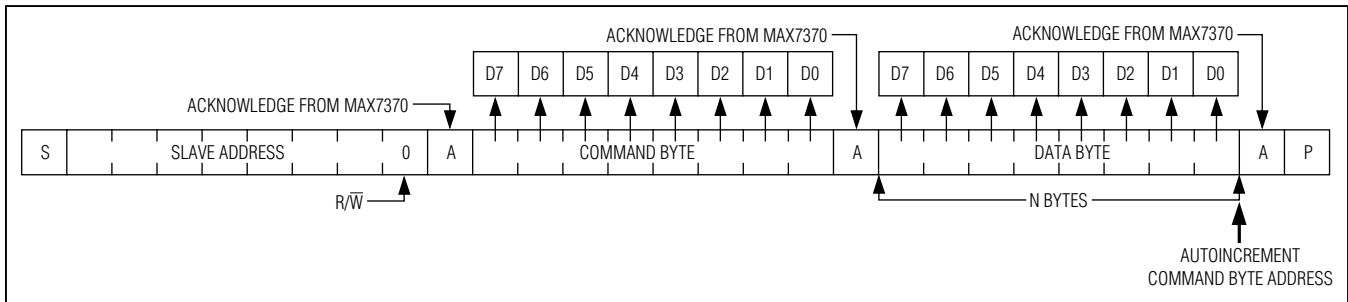 ACKNOWLEDGE FROM MAX7370
ACKNOWLEDGE FROM MAX7370
D7 D6 D5 D4 D3 D2 D1 D0
D7 D6 D5 D4 D3 D2 D1 D0
ACKNOWLEDGE FROM MAX7370
S SLAVE ADDRESS 0 A COMMAND BYTE A DATA BYTE A P
R/W̅
N BYTES
AUTOINCREMENT
COMMAND BYTE ADDRESS